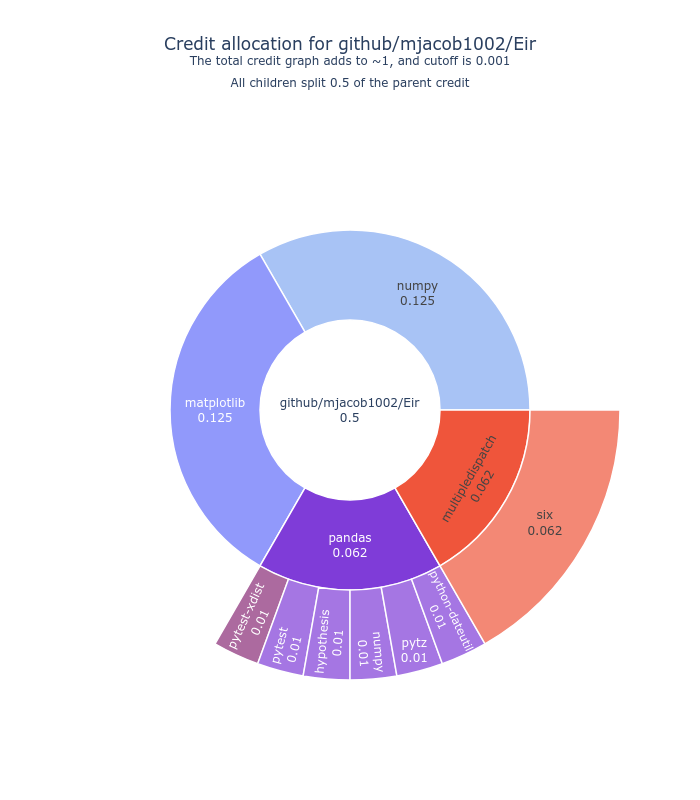 Credit allocation for github/mjacob1002/Eir
The total credit graph adds to ~1, and cutoff is 0.001
All children split 0.5 of the parent credit
numpy
0.125
matplotlib
0.125
github/mjacob1002/Eir
0.5
multipledispatch
0.062
six
0.062
pandas
0.062
pytest-xdist
0.01
pytest
0.01
hypothesis
0.01
numpy
0.01
pytz
0.01
python-dateutil
0.01